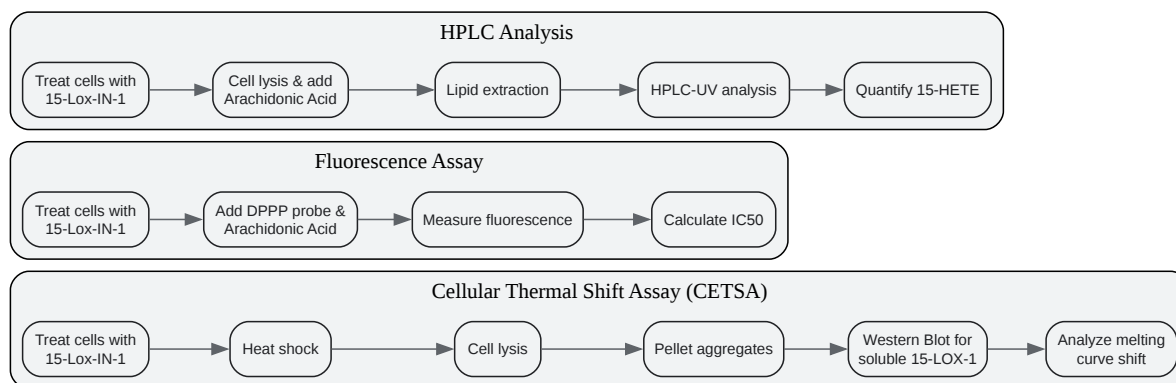 HPLC Analysis
Treat cells with
15-Lox-IN-1
Cell lysis & add
Arachidonic Acid
Lipid extraction
HPLC-UV analysis
Quantify 15-HETE
Fluorescence Assay
Treat cells with
15-Lox-IN-1
Add DPPP probe &
Arachidonic Acid
Measure fluorescence
Calculate IC50
Cellular Thermal Shift Assay (CETSA)
Treat cells with
15-Lox-IN-1
Heat shock
Cell lysis
Pellet aggregates
Western Blot for
soluble 15-LOX-1
Analyze melting
curve shift